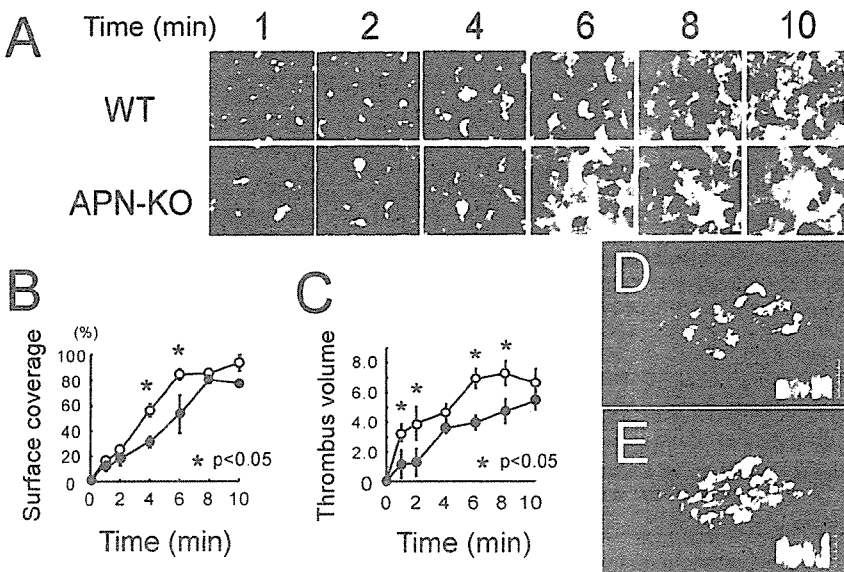 A Time (min) 1 2 4 6 8 10
WT
APN-KO
B
(%)
Surface coverage
100
80
60
40
20
0
* *
* p<0.05
0 2 4 6 8 10
Time (min)
C
Thrombus volume
8.0
6.0
4.0
2.0
0
* * * *
* p<0.05
0 2 4 6 8 10
Time (min)
D
E